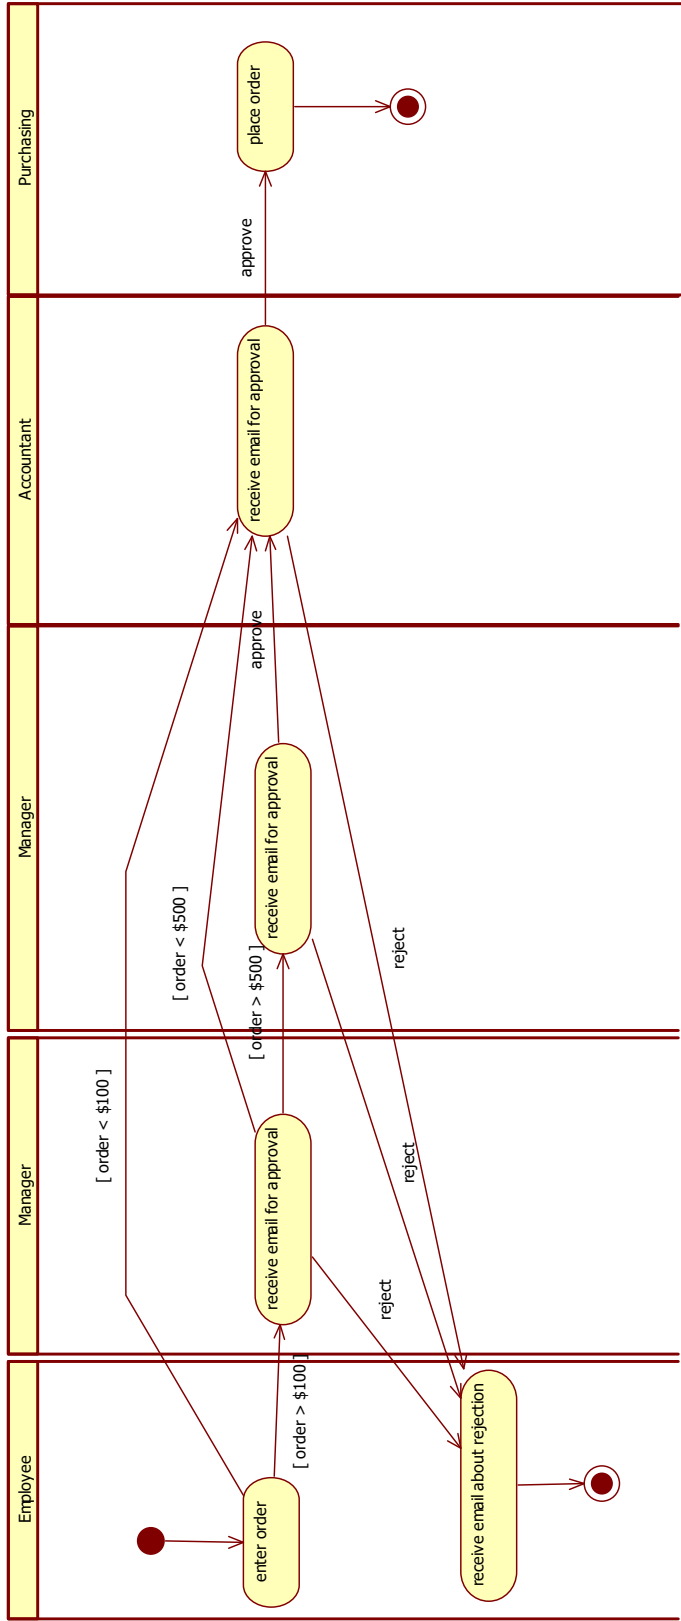 Employee
Manager
Manager
Accountant
Purchasing
enter order
[ order < $100 ]
[ order > $100 ]
receive email for approval
[ order < $500 ]
[ order > $500 ]
receive email for approval
approve
receive email for approval
approve
place order
reject
reject
reject
receive email about rejection